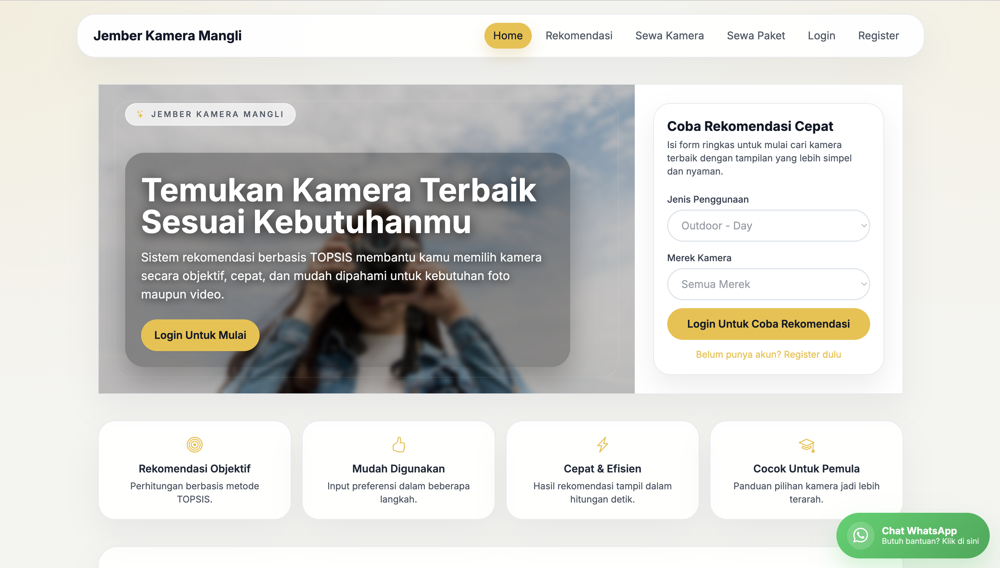 Jember Kamera Mangli
Home
Rekomendasi
Sewa Kamera
Sewa Paket
Login
Register
JEMBER KAMERA MANGLI
Temukan Kamera Terbaik
Sesuai Kebutuhanmu
Sistem rekomendasi berbasis TOPSIS membantu kamu memilih kamera
secara objektif, cepat, dan mudah dipahami untuk kebutuhan foto
maupun video.
Login Untuk Mulai
Coba Rekomendasi Cepat
Isi form ringkas untuk mulai cari kamera
terbaik dengan tampilan yang lebih simpel
dan nyaman.
Jenis Penggunaan
Outdoor - Day
Merek Kamera
Semua Merek
Login Untuk Coba Rekomendasi
Belum punya akun? Register dulu
Rekomendasi Objektif
Perhitungan berbasis metode
TOPSIS.
Mudah Digunakan
Input preferensi dalam beberapa
langkah.
Cepat & Efisien
Hasil rekomendasi tampil dalam
hitungan detik.
Cocok Untuk Pemula
Panduan pilihan kamera jadi lebih
terarah.
Chat WhatsApp
Butuh bantuan? Klik di sini